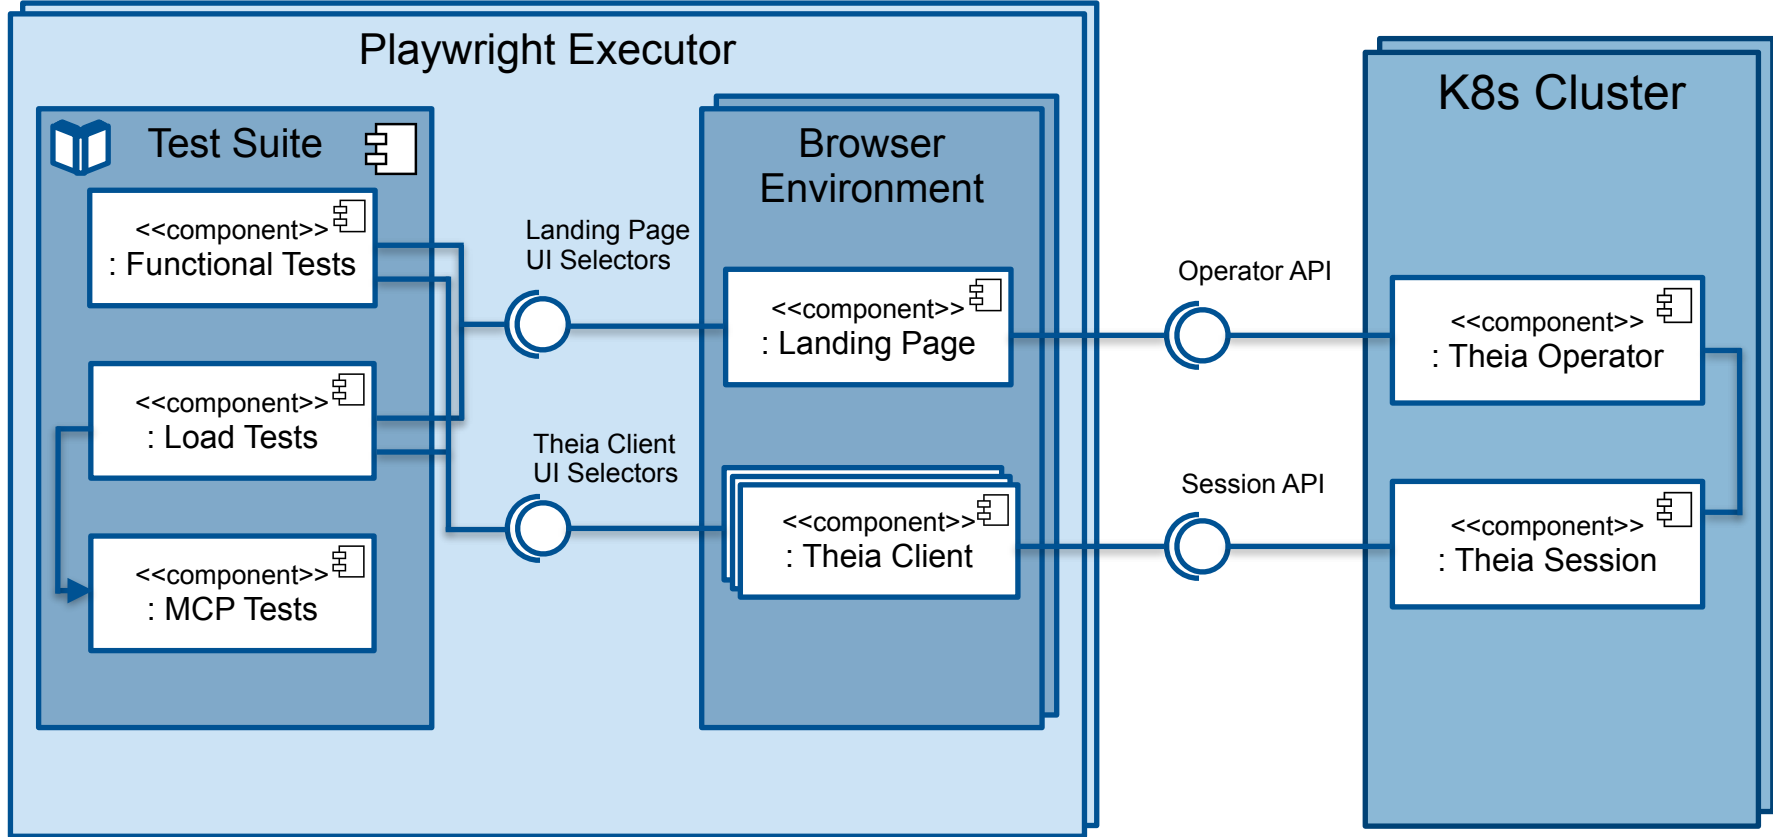 Playwright Executor
Test Suite
<<component>>
: Functional Tests
<<component>>
: Load Tests
<<component>>
: MCP Tests
Landing Page
UI Selectors
Theia Client
UI Selectors
Browser
Environment
<<component>>
: Landing Page
<<component>>
: Theia Client
Operator API
Session API
K8s Cluster
<<component>>
: Theia Operator
<<component>>
: Theia Session